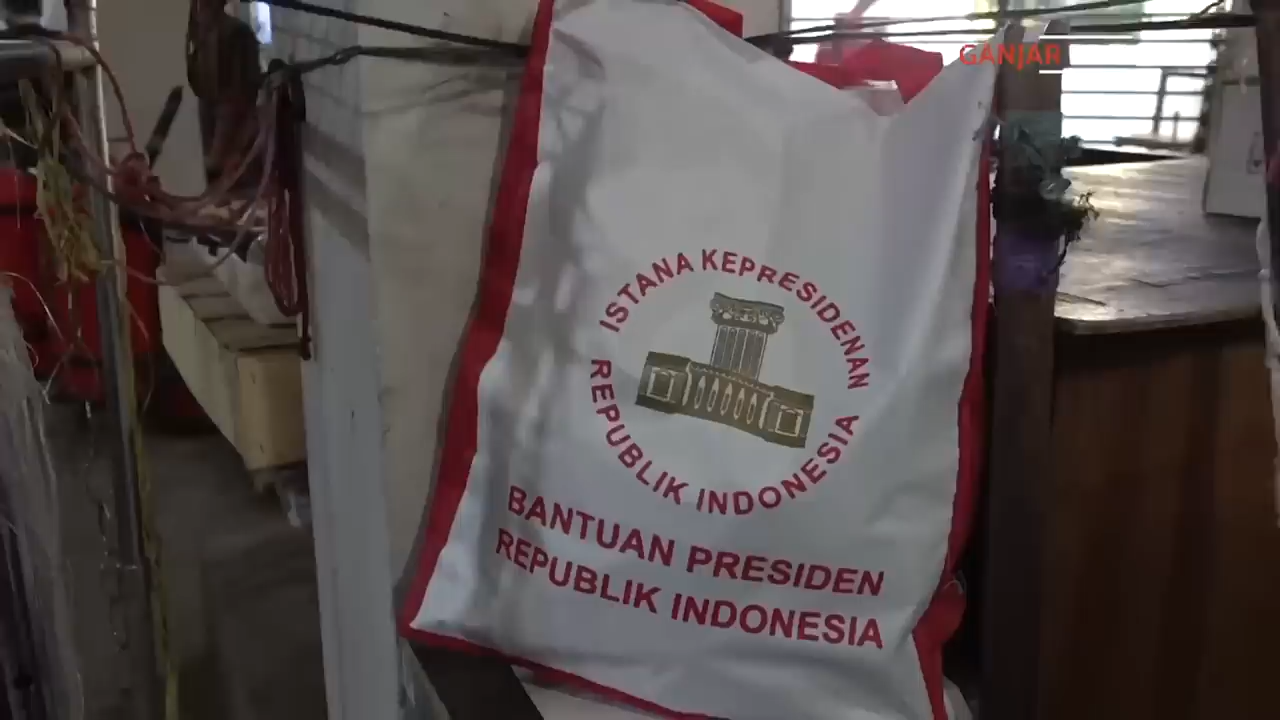 GANJAR
ISTANA KEPRESIDENAN
REPUBLIK INDONESIA
BANTUAN PRESIDEN
REPUBLIK INDONESIA